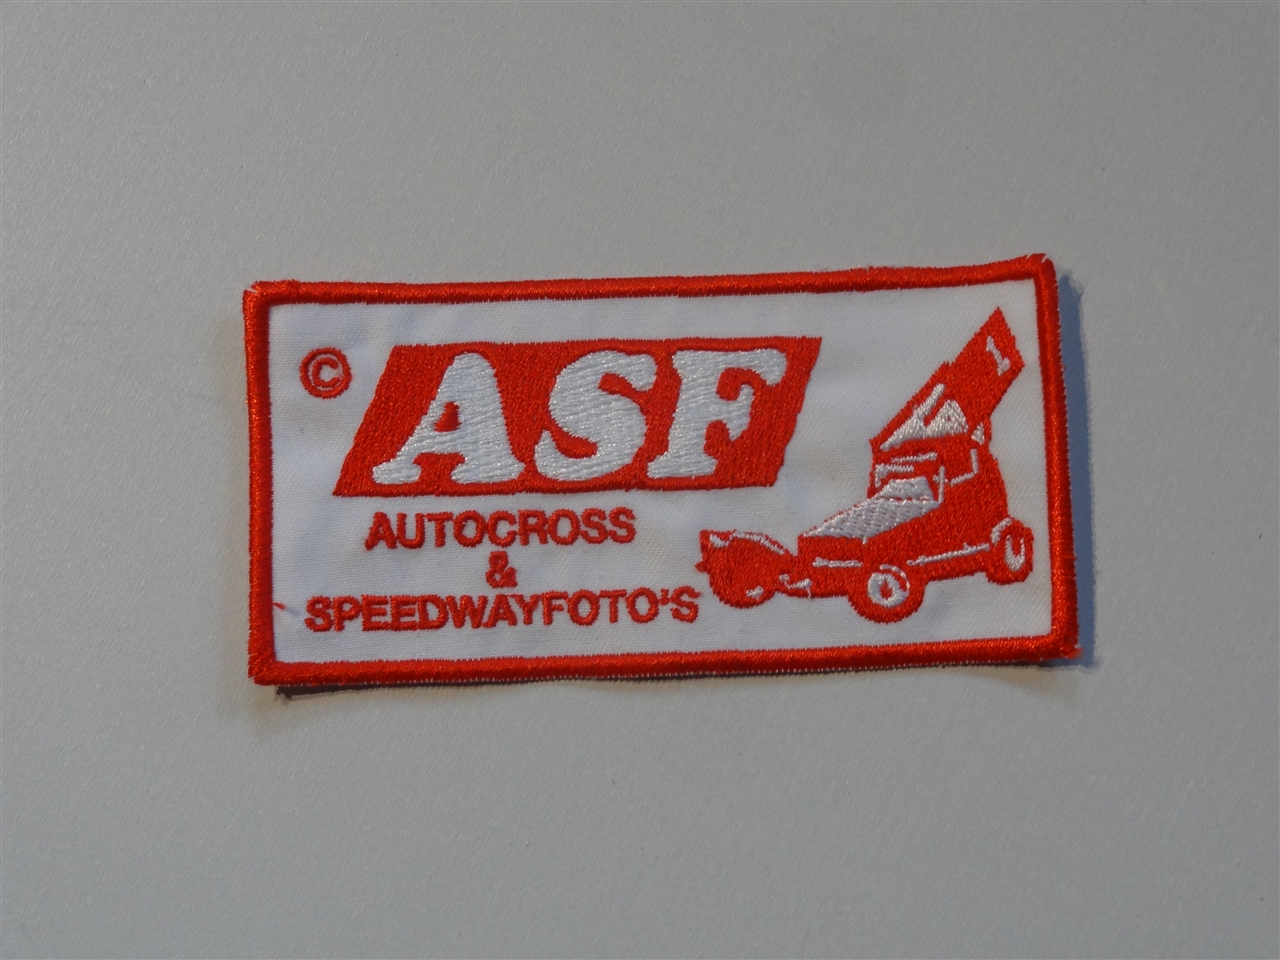 © ASF
AUTOCROSS
&
SPEEDWAYFOTO'S
1